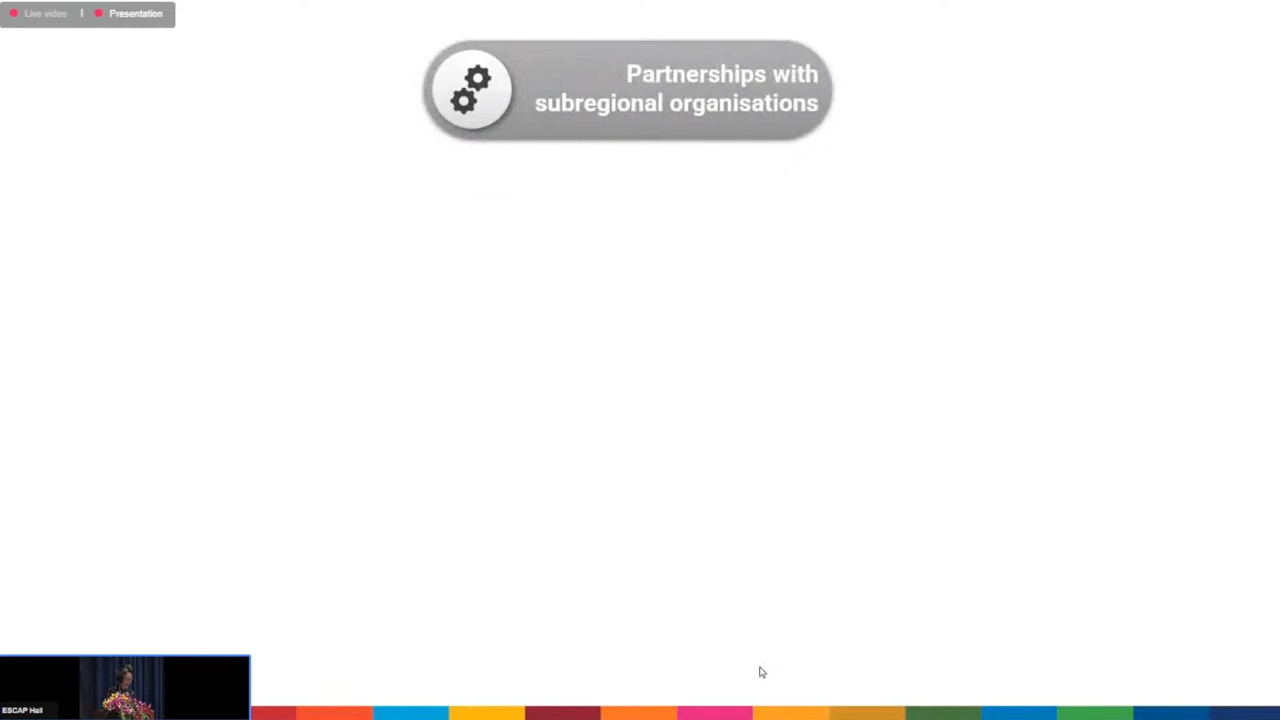 Live video
Presentation
Partnerships with
subregional organisations
ESCAP Hall